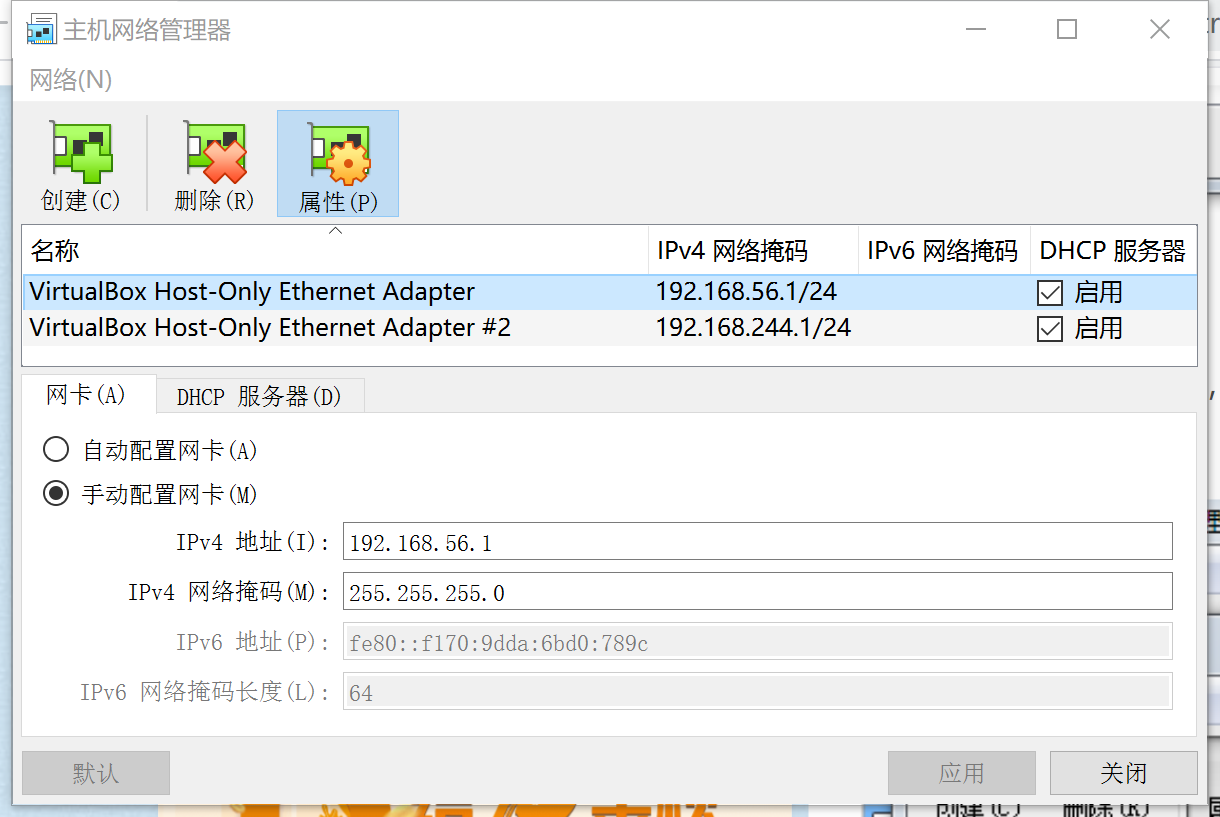 主机网络管理器
网络(N)
创建(C) 删除(R) 属性(P)
名称 IPv4 网络掩码 IPv6 网络掩码 DHCP 服务器
VirtualBox Host-Only Ethernet Adapter 192.168.56.1/24 启用
VirtualBox Host-Only Ethernet Adapter #2 192.168.244.1/24 启用
网卡(A) DHCP 服务器(D)
自动配置网卡(A)
手动配置网卡(M)
IPv4 地址(I): 192.168.56.1
IPv4 网络掩码(M): 255.255.255.0
IPv6 地址(P): fe80::f170:9dda:6bd0:789c
IPv6 网络掩码长度(L): 64
默认 应用 关闭
创建(C) 删除(R)